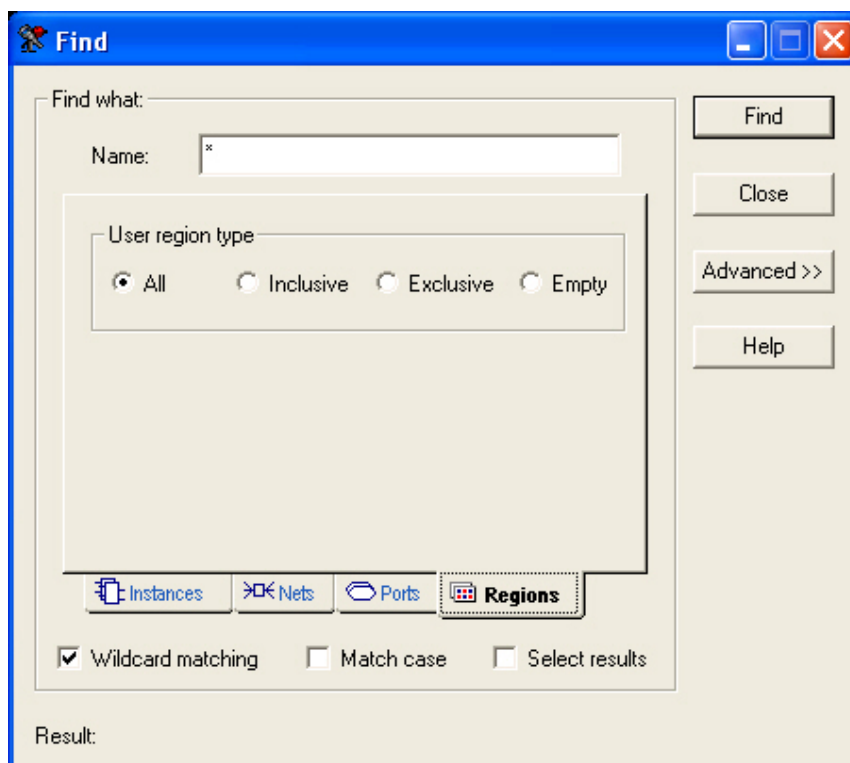 Find
Find what:
Find
Name: *
Close
User region type
All Inclusive Exclusive Empty
Advanced >>
Help
Instances Nets Ports Regions
Wildcard matching Match case Select results
Result: